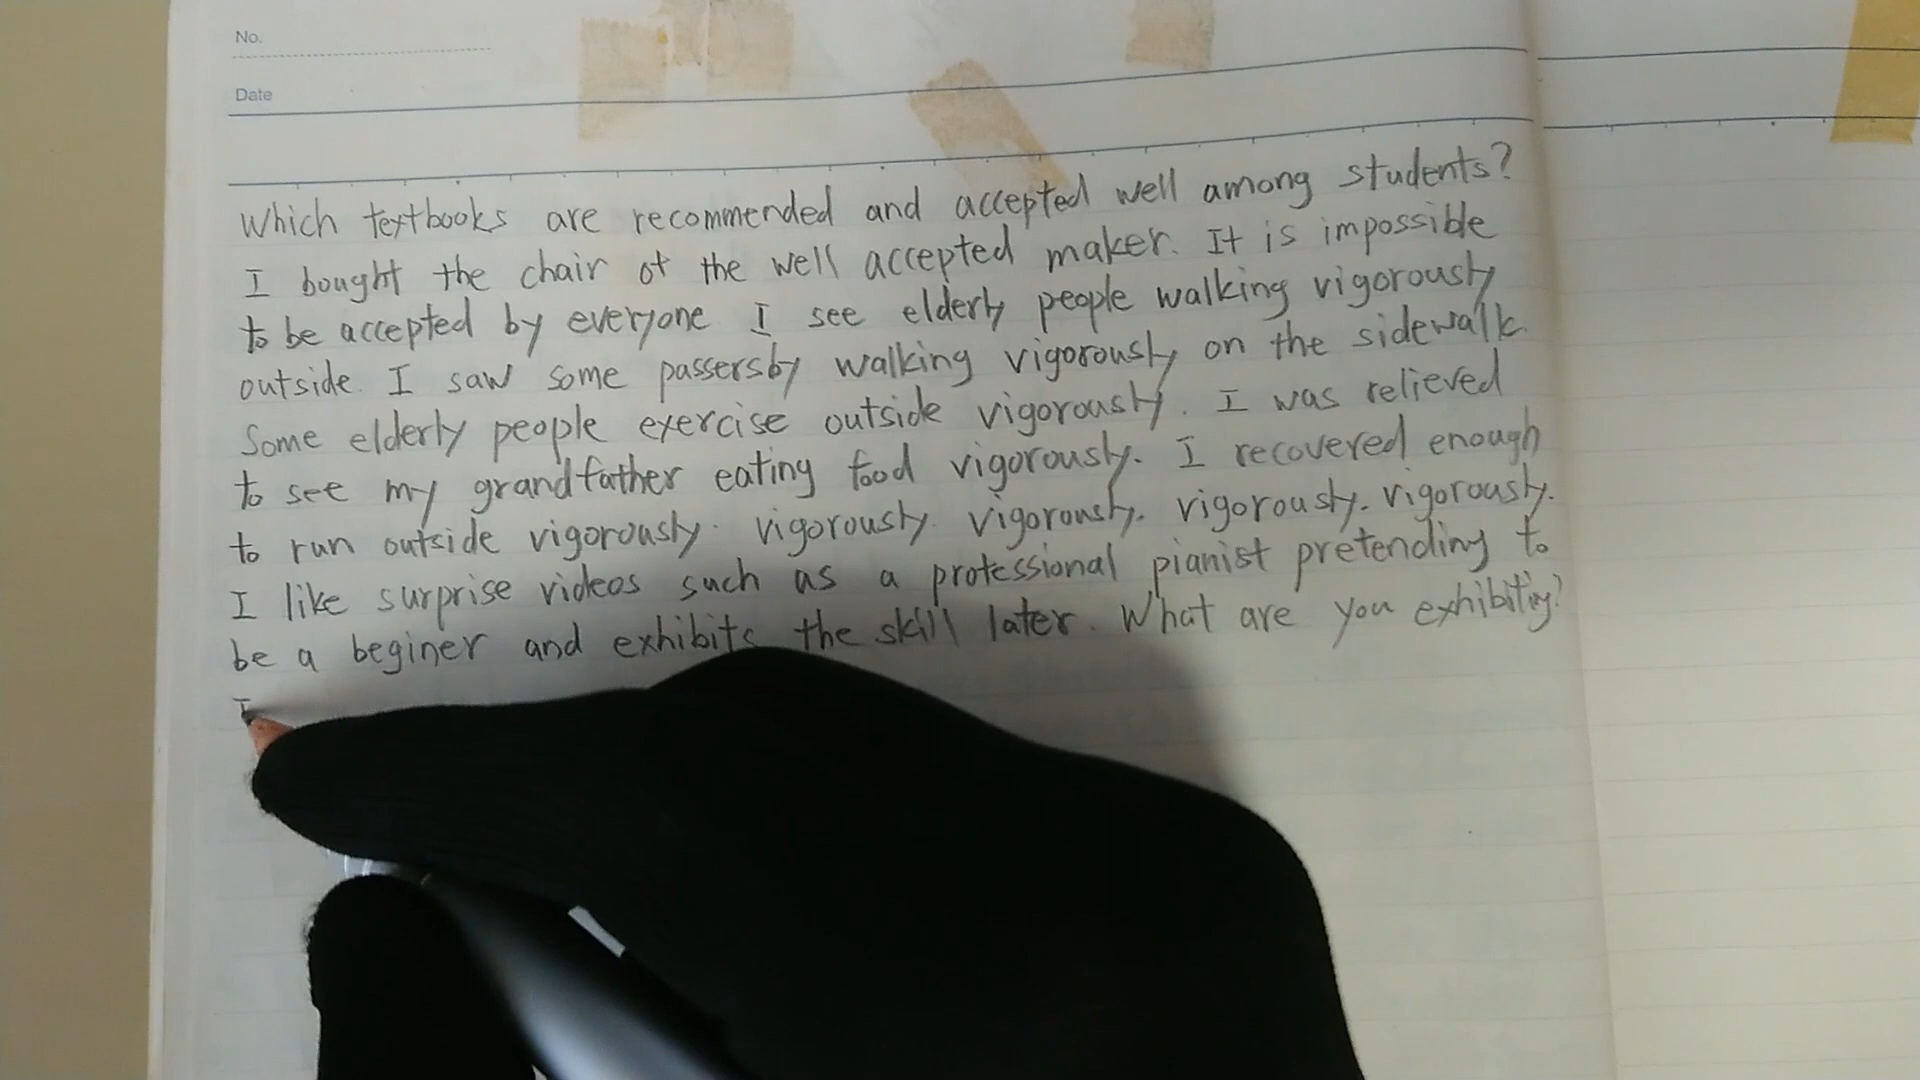 No.
Date
Which textbooks are recommended and accepted well among students?
I bought the chair of the well accepted maker. It is impossible
to be accepted by everyone I see elderly people walking vigorously
outside. I saw some passersby walking vigorously on the sidewalk.
Some elderly people exercise outside vigorously. I was relieved
to see my grandfather eating food vigorously. I recovered enough
to run outside vigorously. vigorously. vigorously. vigorously. vigorously.
I like surprise videos such as a professional pianist pretending to
be a beginer and exhibits the skill later. What are you exhibiting?
I